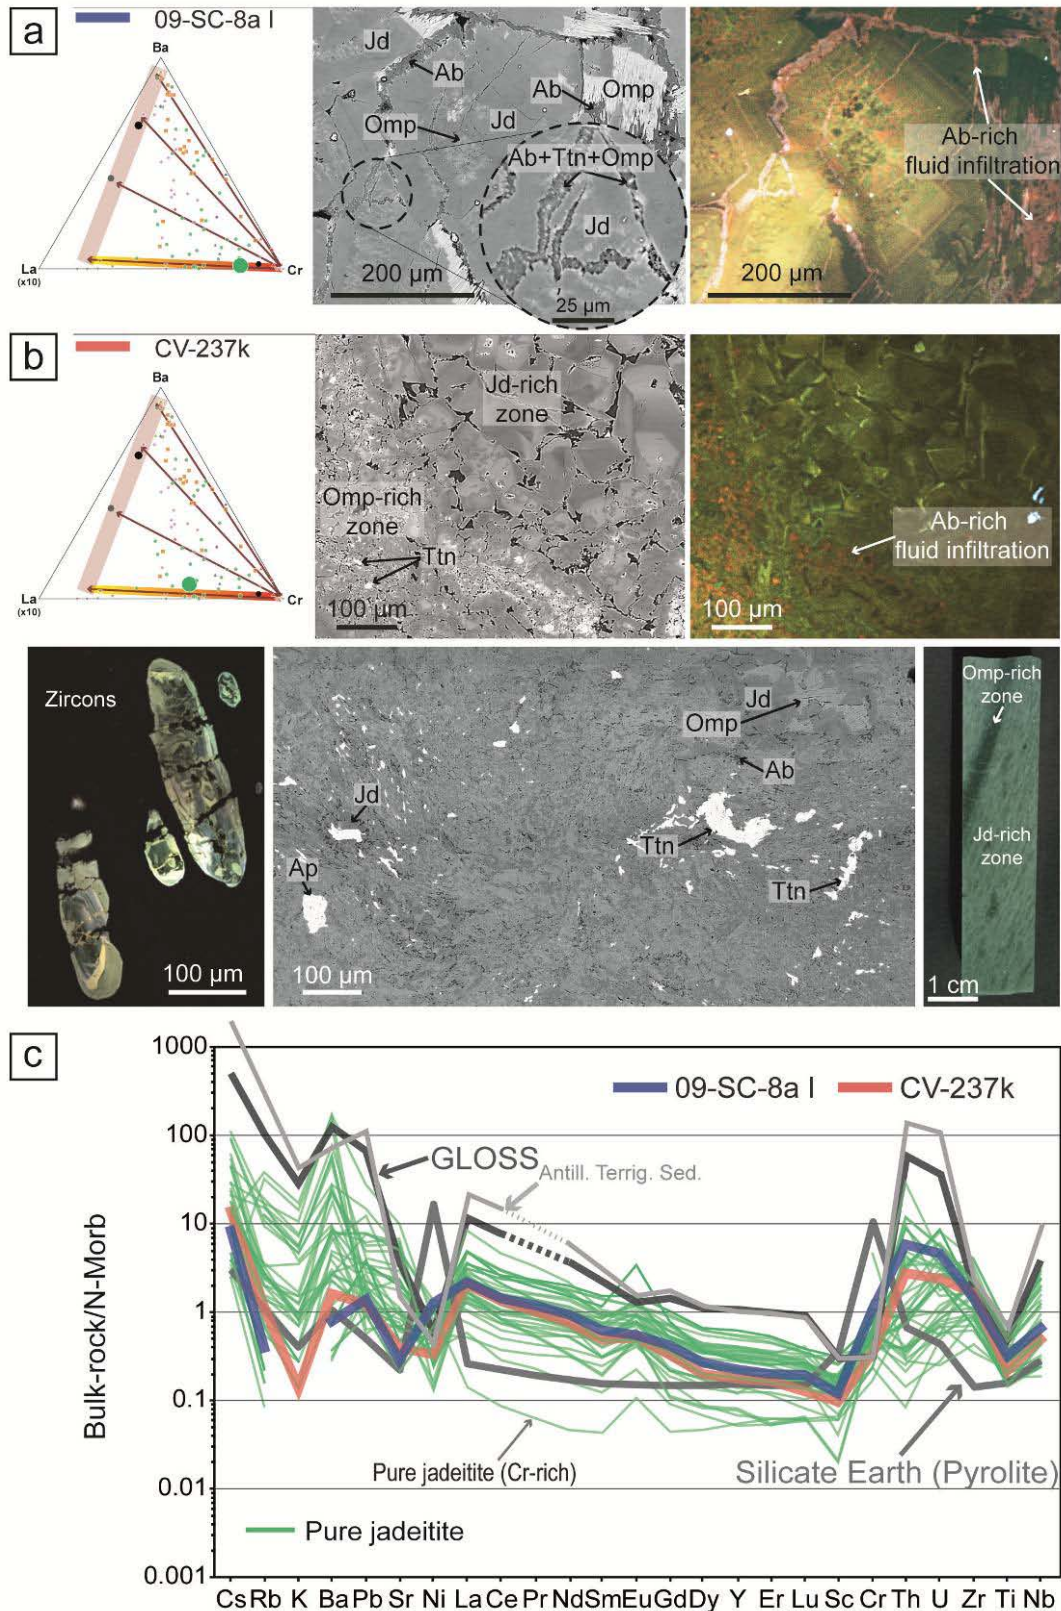 a
09-SC-8a I
Ba
La
(x10)
Cr
Jd
Ab
Ab
Omp
Omp
Jd
Ab+Ttn+Omp
Jd
200 µm
25 µm
Ab-rich
fluid infiltration
200 µm
b
CV-237k
Ba
La
(x10)
Cr
Jd-rich
zone
Omp-rich
zone
Ttn
100 µm
Ab-rich
fluid infiltration
100 µm
Zircons
100 µm
Jd
Omp
Ab
Jd
Ttn
Ap
Ttn
100 µm
Omp-rich
zone
Jd-rich
zone
1 cm
c
1000
100
10
1
0.1
0.01
0.001
Bulk-rock/N-Morb
09-SC-8a I
CV-237k
GLOSS
Antill. Terrig. Sed.
Pure jadeitite (Cr-rich)
Silicate Earth (Pyrolite)
Pure jadeitite
Cs Rb K Ba Pb Sr Ni La Ce Pr Nd Sm Eu Gd Dy Y Er Lu Sc Cr Th U Zr Ti Nb